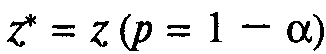 z* = z (p = 1 − α)